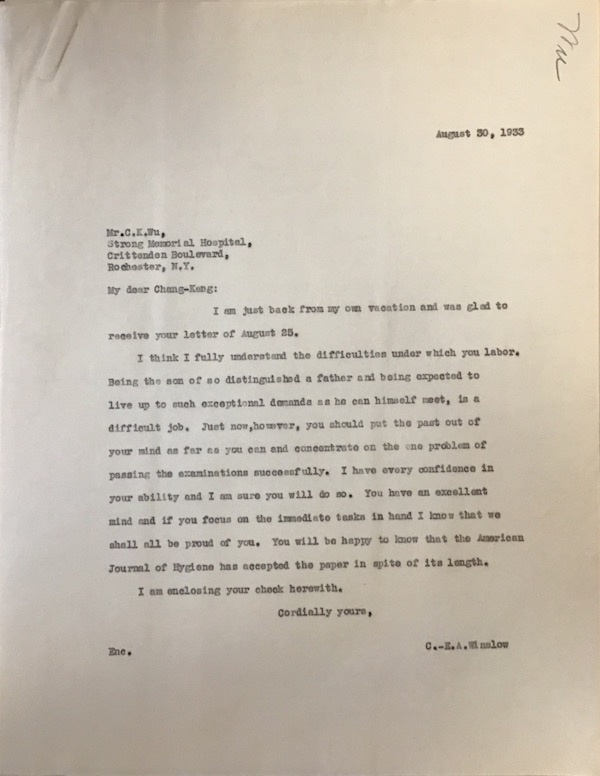 Wu
August 30, 1933
Mr.C.K.Wu,
Strong Memorial Hospital,
Crittenden Boulevard,
Rochester, N.Y.
My dear Chang-Keng:
I am just back from my own vacation and was glad to
receive your letter of August 25.
I think I fully understand the difficulties under which you labor.
Being the son of so distinguished a father and being expected to
live up to such exceptional demands as he can himself meet, is a
difficult job. Just now,however, you should put the past out of
your mind as far as you can and concentrate on the one problem of
passing the examinations successfully. I have every confidence in
your ability and I am sure you will do so. You have an excellent
mind and if you focus on the immediate tasks in hand I know that we
shall all be proud of you. You will be happy to know that the American
Journal of Hygiene has accepted the paper in spite of its length.
I am enclosing your check herewith.
Cordially yours,
C.-E.A.Winslow
Enc.